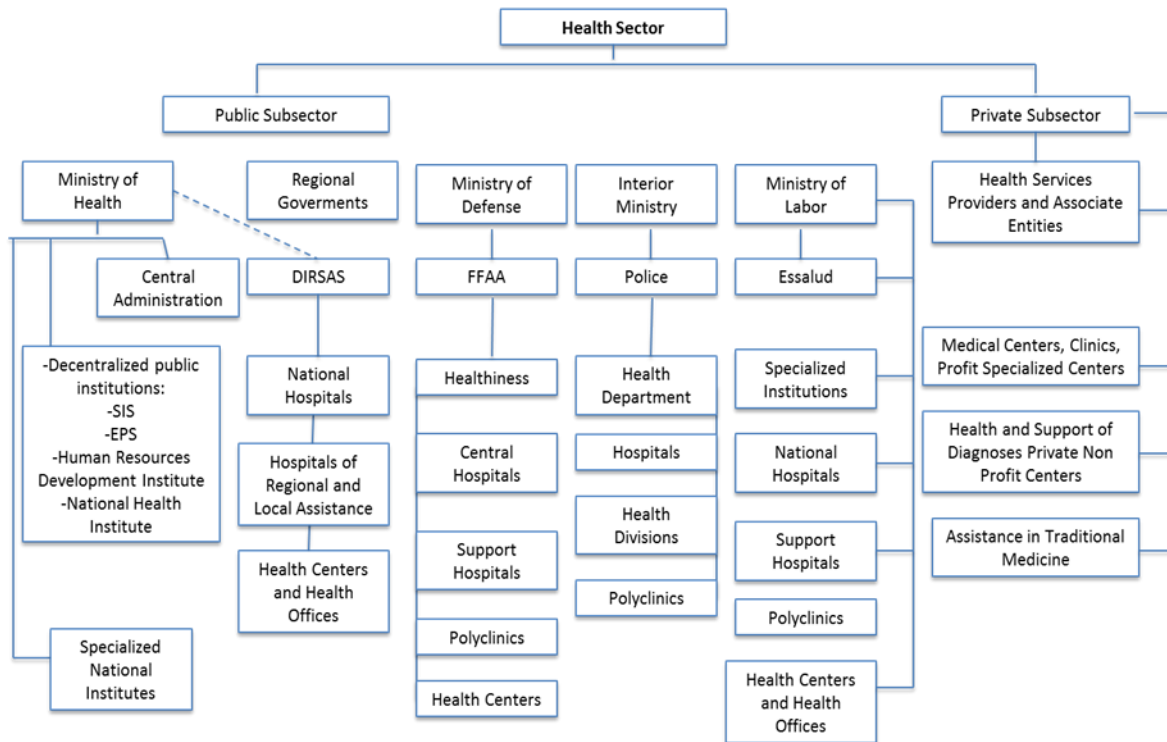 Health Sector
Public Subsector
Private Subsector
Ministry of
Health
Regional
Goverments
Ministry of
Defense
Interior
Ministry
Ministry of
Labor
Health Services
Providers and Associate
Entities
Central
Administration
DIRSAS
FFAA
Police
Essalud
-Decentralized public
institutions:
-SIS
-EPS
-Human Resources
Development Institute
-National Health
Institute
National
Hospitals
Healthiness
Health
Department
Specialized
Institutions
Medical Centers, Clinics,
Profit Specialized Centers
Hospitals of
Regional and
Local Assistance
Central
Hospitals
Hospitals
National
Hospitals
Health and Support of
Diagnoses Private Non
Profit Centers
Health Centers
and Health
Offices
Support
Hospitals
Health
Divisions
Support
Hospitals
Assistance in Traditional
Medicine
Polyclinics
Polyclinics
Polyclinics
Specialized
National
Institutes
Health Centers
Health Centers
and Health
Offices